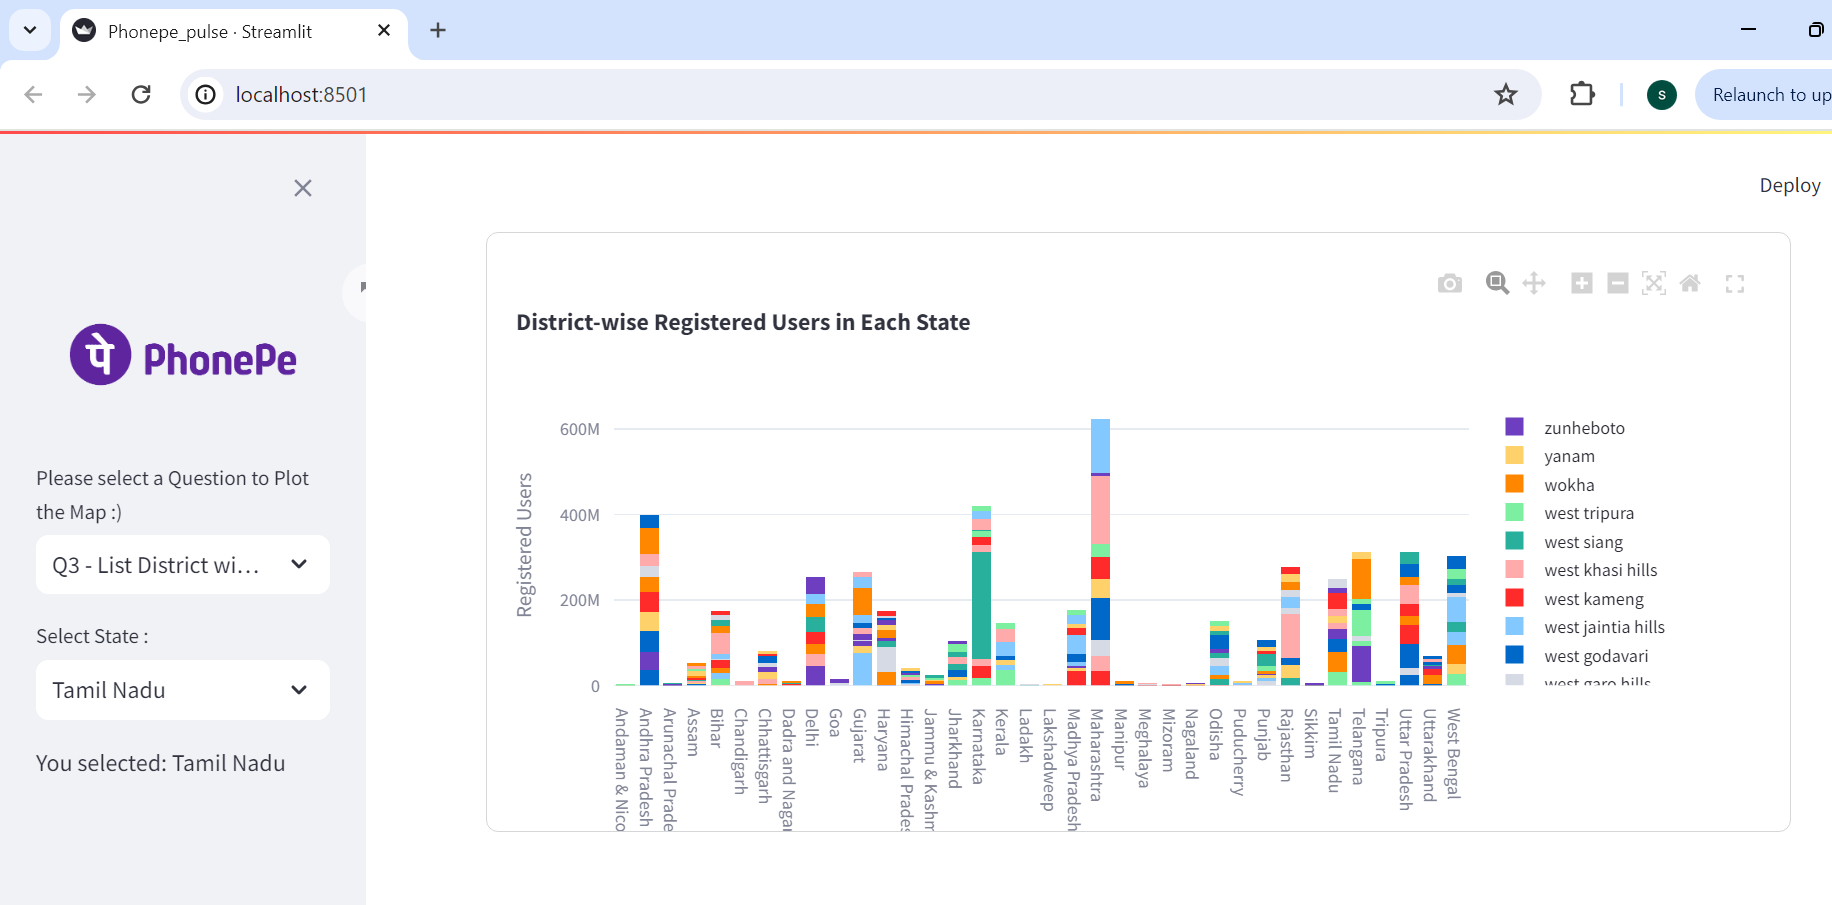 Phonepe_pulse · Streamlit
localhost:8501
Relaunch to up
Deploy
पे PhonePe
Please select a Question to Plot
the Map :)
Q3 - List District wi...
Select State :
Tamil Nadu
You selected: Tamil Nadu
District-wise Registered Users in Each State
Registered Users
600M
400M
200M
0
Andaman & Nico
Andhra Pradesh
Arunachal Prade
Assam
Bihar
Chandigarh
Chhattisgarh
Dadra and Nagar
Delhi
Goa
Gujarat
Haryana
Himachal Prades
Jammu & Kashm
Jharkhand
Karnataka
Kerala
Ladakh
Lakshadweep
Madhya Pradesh
Maharashtra
Manipur
Meghalaya
Mizoram
Nagaland
Odisha
Puducherry
Punjab
Rajasthan
Sikkim
Tamil Nadu
Telangana
Tripura
Uttar Pradesh
Uttarakhand
West Bengal
zunheboto
yanam
wokha
west tripura
west siang
west khasi hills
west kameng
west jaintia hills
west godavari
west garo hills
S